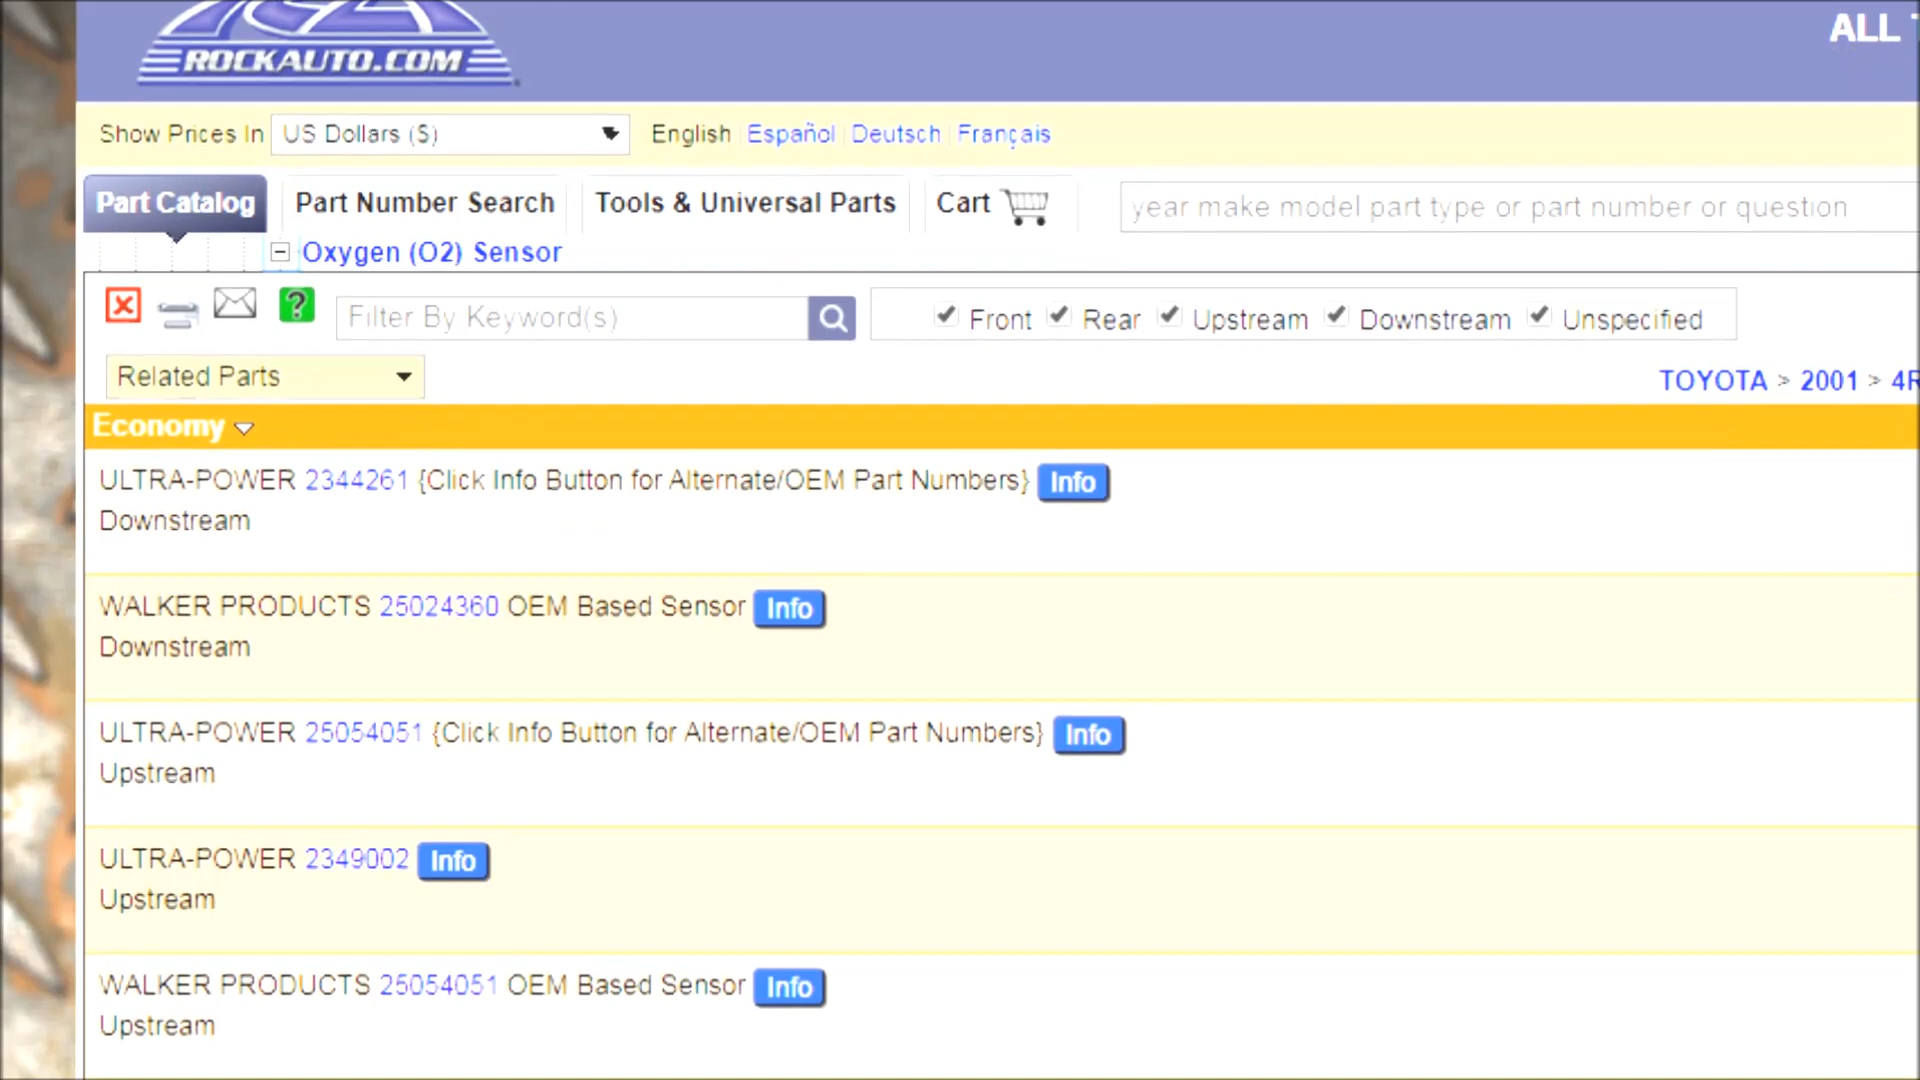 ROCKAUTO.COM
ALL
Show Prices In US Dollars ($) English Español Deutsch Français
Part Catalog Part Number Search Tools & Universal Parts Cart year make model part type or part number or question
Oxygen (O2) Sensor
? Filter By Keyword(s) Front Rear Upstream Downstream Unspecified
Related Parts
TOYOTA > 2001 > 4R
Economy
ULTRA-POWER 2344261 {Click Info Button for Alternate/OEM Part Numbers} Info
Downstream
WALKER PRODUCTS 25024360 OEM Based Sensor Info
Downstream
ULTRA-POWER 25054051 {Click Info Button for Alternate/OEM Part Numbers} Info
Upstream
ULTRA-POWER 2349002 Info
Upstream
WALKER PRODUCTS 25054051 OEM Based Sensor Info
Upstream